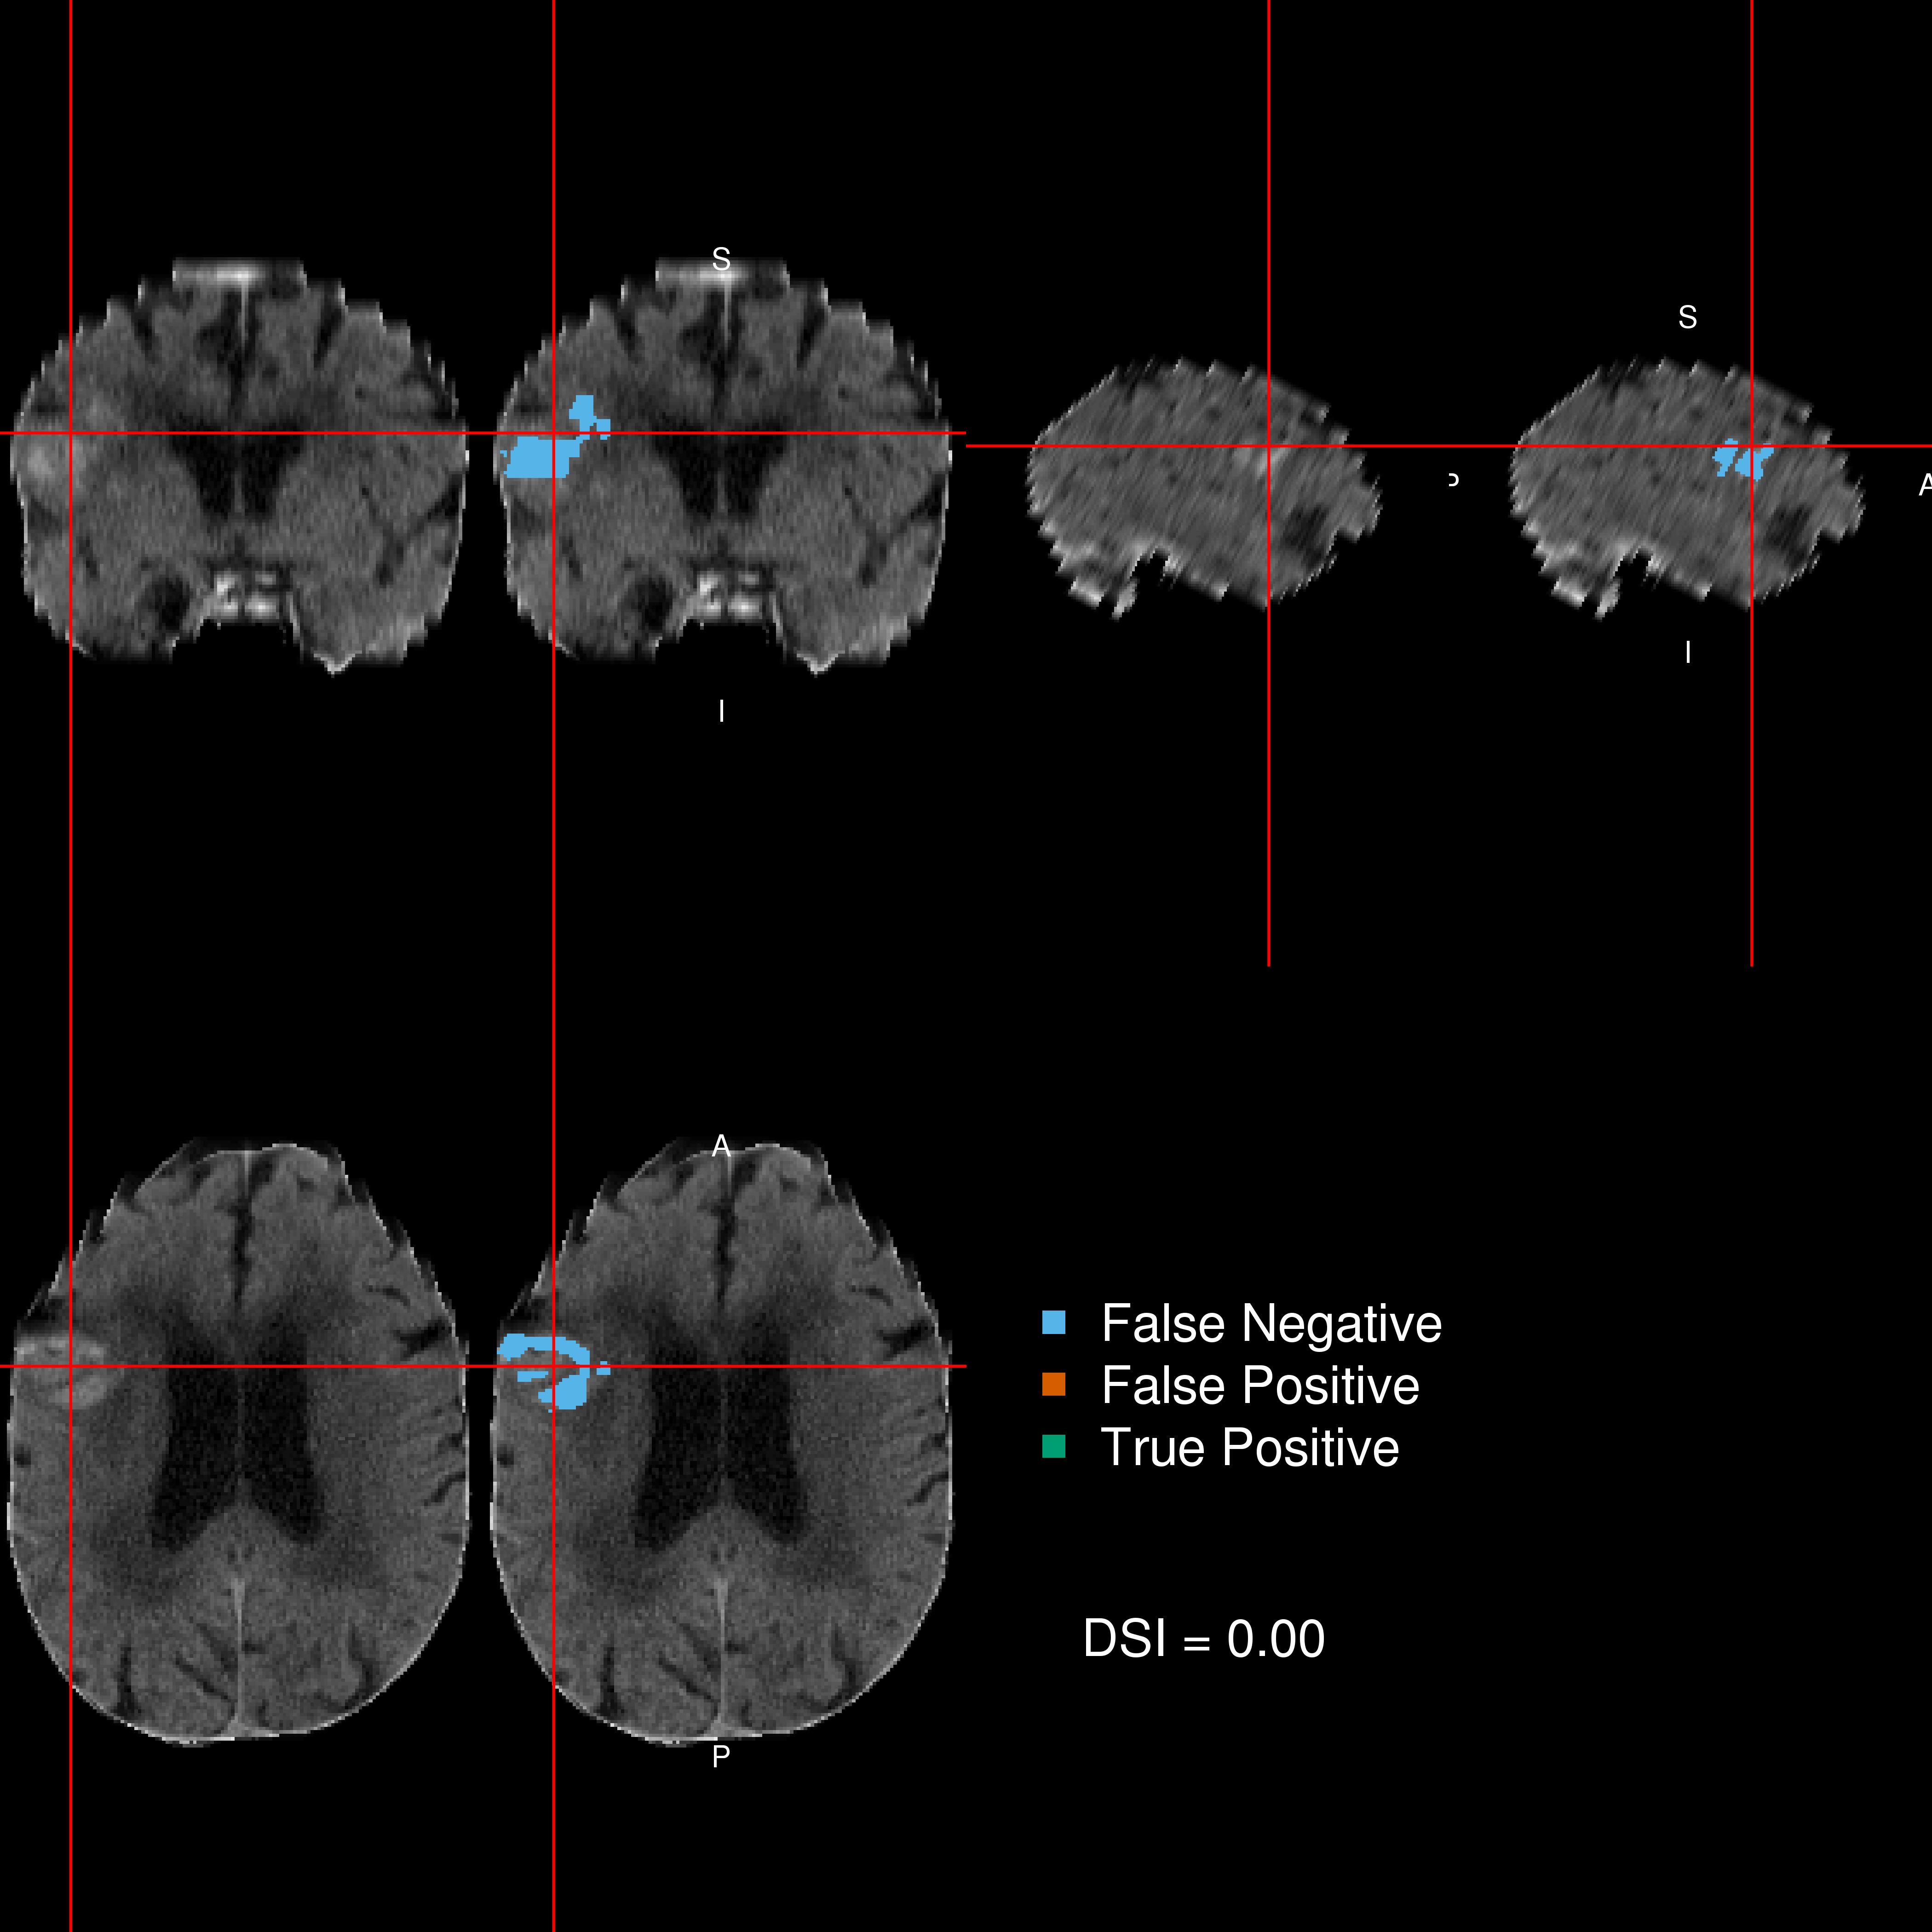 S
S
P
A
I
I
A
False Negative
False Positive
True Positive
DSI = 0.00
P